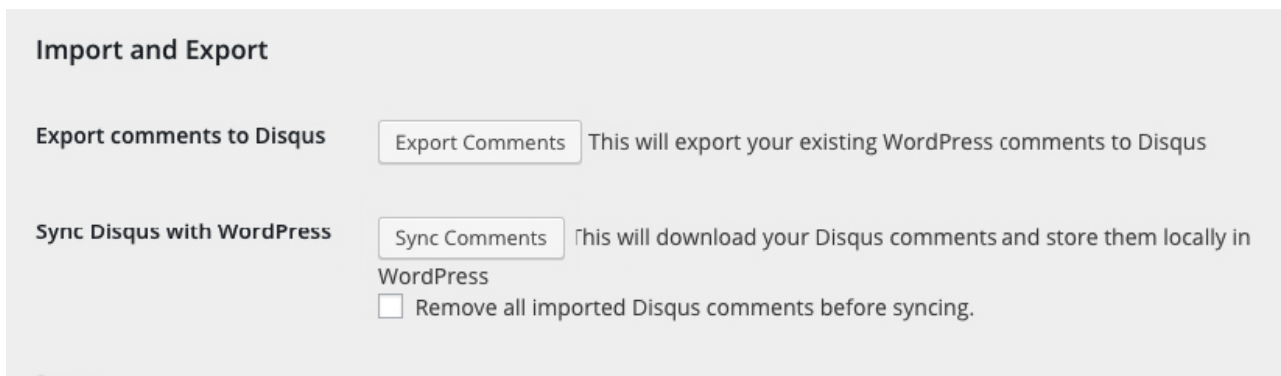 Import and Export
Export comments to Disqus
Export Comments This will export your existing WordPress comments to Disqus
Sync Disqus with WordPress
Sync Comments This will download your Disqus comments and store them locally in
WordPress
Remove all imported Disqus comments before syncing.